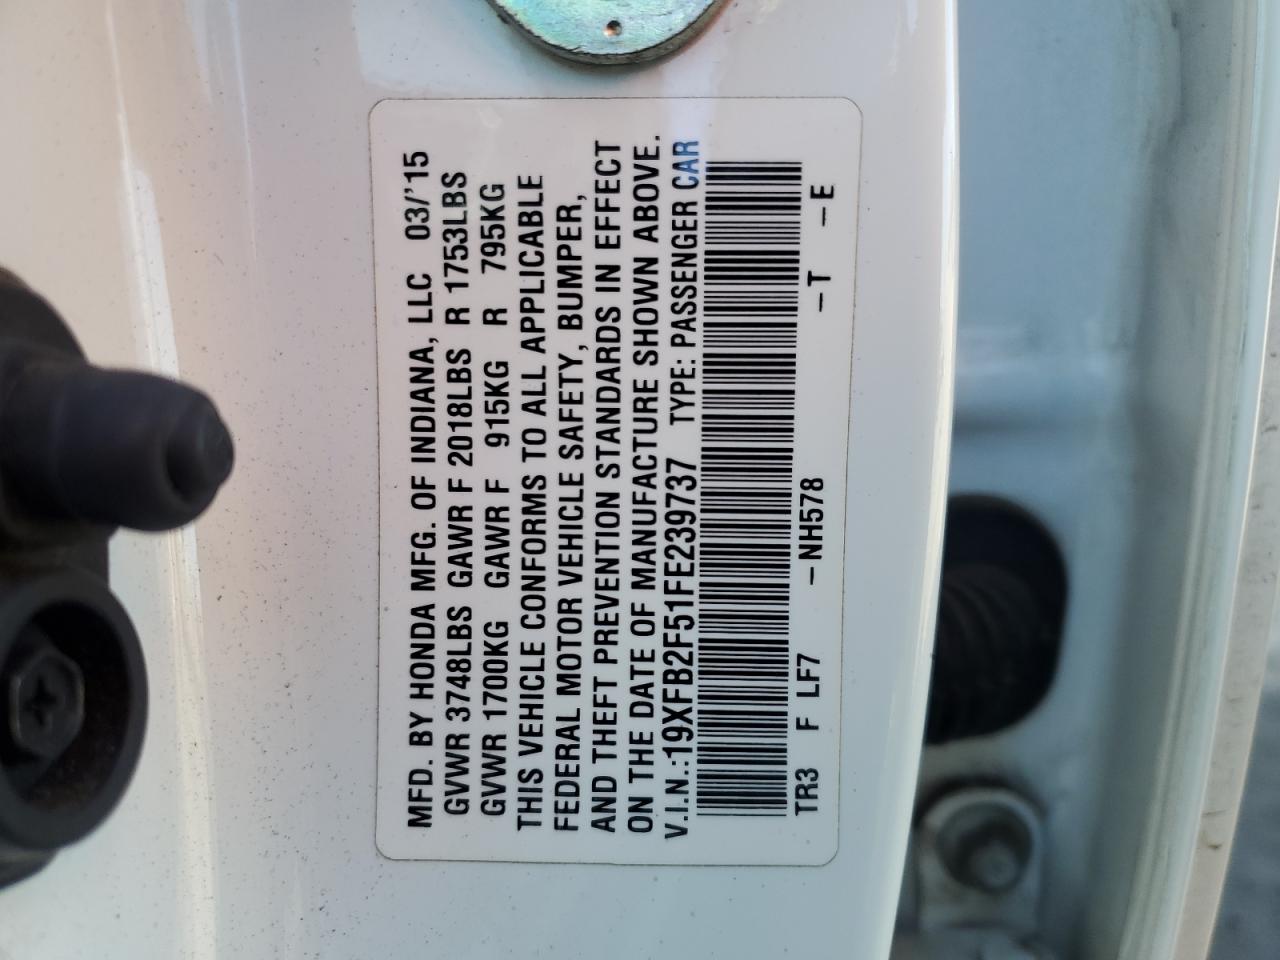 MFD. BY HONDA MFG. OF INDIANA, LLC 03/'15
GVWR 3748LBS GAWR F 2018LBS R 1753LBS
GVWR 1700KG GAWR F 915KG R 795KG
THIS VEHICLE CONFORMS TO ALL APPLICABLE
FEDERAL MOTOR VEHICLE SAFETY, BUMPER,
AND THEFT PREVENTION STANDARDS IN EFFECT
ON THE DATE OF MANUFACTURE SHOWN ABOVE.
V.I.N.:19XFB2F51FE239737 TYPE: PASSENGER CAR
TR3 F LF7 -NH578 -T -E